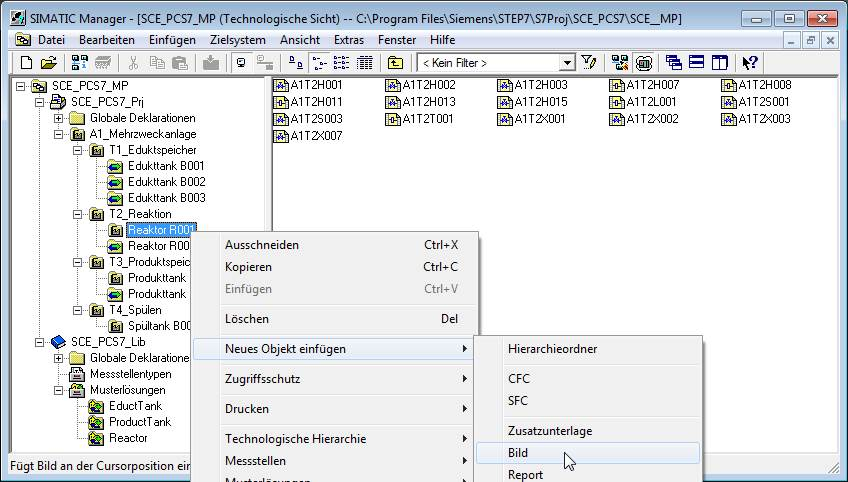 SIMATIC Manager - [SCE_PCS7_MP (Technologische Sicht) -- C:\Program Files\Siemens\STEP7\S7Proj\SCE_PCS7\SCE__MP]
Datei Bearbeiten Einfügen Zielsystem Ansicht Extras Fenster Hilfe
< Kein Filter >
SCE_PCS7_MP
SCE_PCS7_Prj
Globale Deklarationen
A1_Mehrzweckanlage
T1_Eduktspeicher
Edukttank B001
Edukttank B002
Edukttank B003
T2_Reaktion
Reaktor R001
Reaktor R00
T3_Produktspeic
Produkttank
Produkttank
T4_Spülen
Spültank B00
SCE_PCS7_Lib
Globale Deklaratione
Messstellentypen
Musterlösungen
EductTank
ProductTank
Reactor
A1T2H001 A1T2H002 A1T2H003 A1T2H007 A1T2H008
A1T2H011 A1T2H013 A1T2H015 A1T2L001 A1T2S001
A1T2S003 A1T2T001 A1T2X001 A1T2X002 A1T2X003
A1T2X007
Ausschneiden Ctrl+X
Kopieren Ctrl+C
Einfügen Ctrl+V
Löschen Del
Neues Objekt einfügen
Zugriffsschutz
Drucken
Technologische Hierarchie
Messstellen
Musterlösungen
Hierarchieordner
CFC
SFC
Zusatzunterlage
Bild
Report
Fügt Bild an der Cursorposition ein